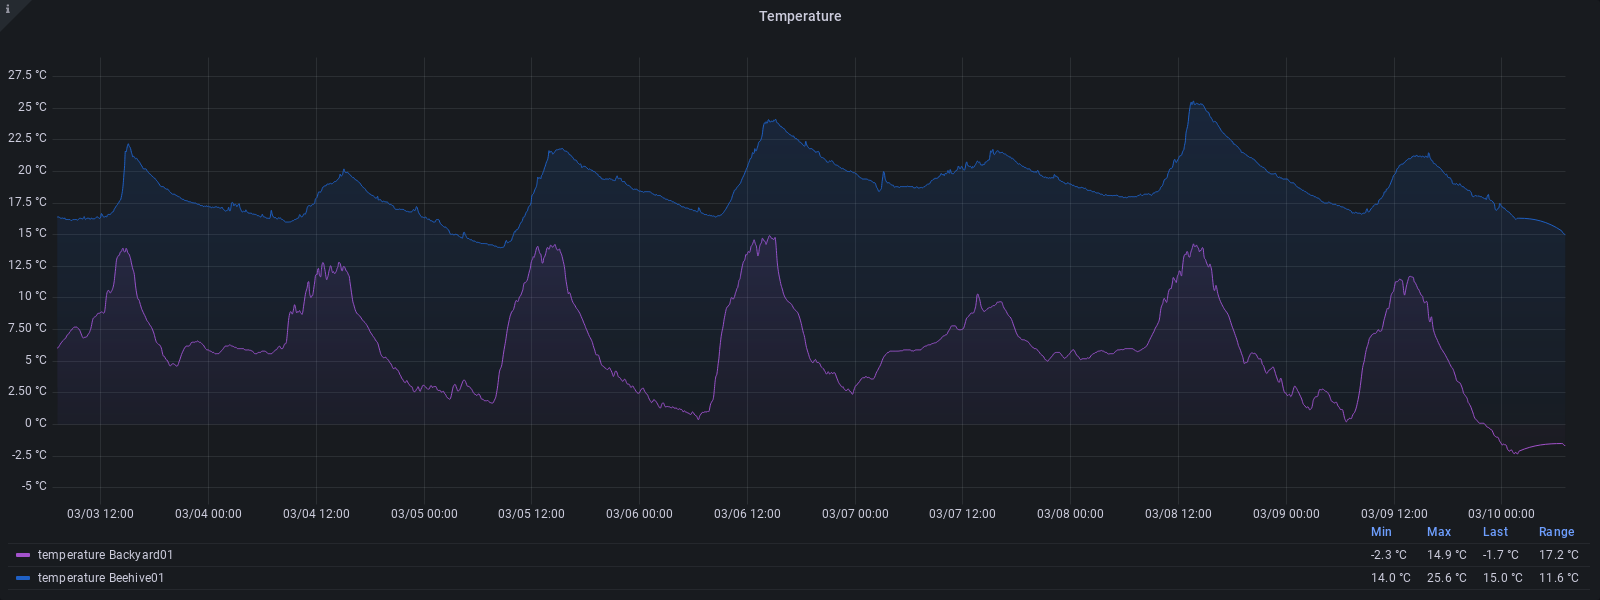 i
Temperature
27.5 °C
25 °C
22.5 °C
20 °C
17.5 °C
15 °C
12.5 °C
10 °C
7.50 °C
5 °C
2.50 °C
0 °C
-2.5 °C
-5 °C
03/03 12:00 03/04 00:00 03/04 12:00 03/05 00:00 03/05 12:00 03/06 00:00 03/06 12:00 03/07 00:00 03/07 12:00 03/08 00:00 03/08 12:00 03/09 00:00 03/09 12:00 03/10 00:00
Min Max Last Range
temperature Backyard01 -2.3 °C 14.9 °C -1.7 °C 17.2 °C
temperature Beehive01 14.0 °C 25.6 °C 15.0 °C 11.6 °C